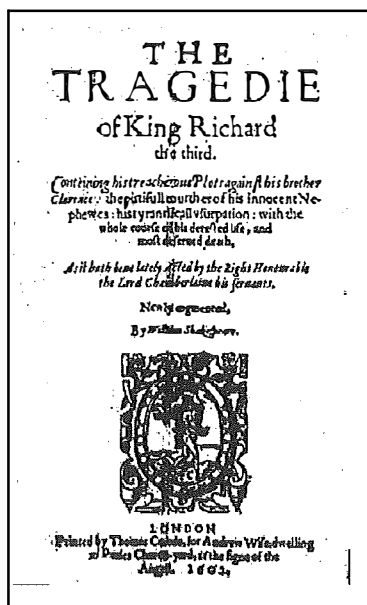 THE
TRAGEDIE
of King Richard
the third.
Conteining his treacherous Plots against his brother
Clarence: the pittifull murther of his innocent Ne-
phewes: his tyrannicall vsurpation: with the
whole course of his detested life, and
most deserued death.
As it hath bene lately Acted by the Right Honourable
the Lord Chamberlaine his seruants.
Newly augmented,
By William Shakespeare.
LONDON
Printed by Thomas Creede, for Andrew Wise, dwelling
in Paules Church-yard, at the signe of the
Angell. 1602.